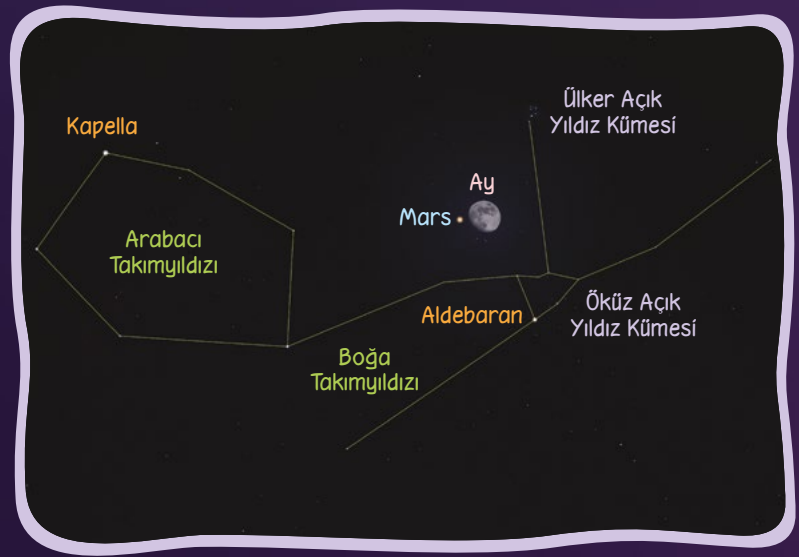 Kapella
Ülker Açık
Yıldız Kümesi
Ay
Mars
Arabacı
Takımyıldızı
Aldebaran
Öküz Açık
Yıldız Kümesi
Boğa
Takımyıldızı